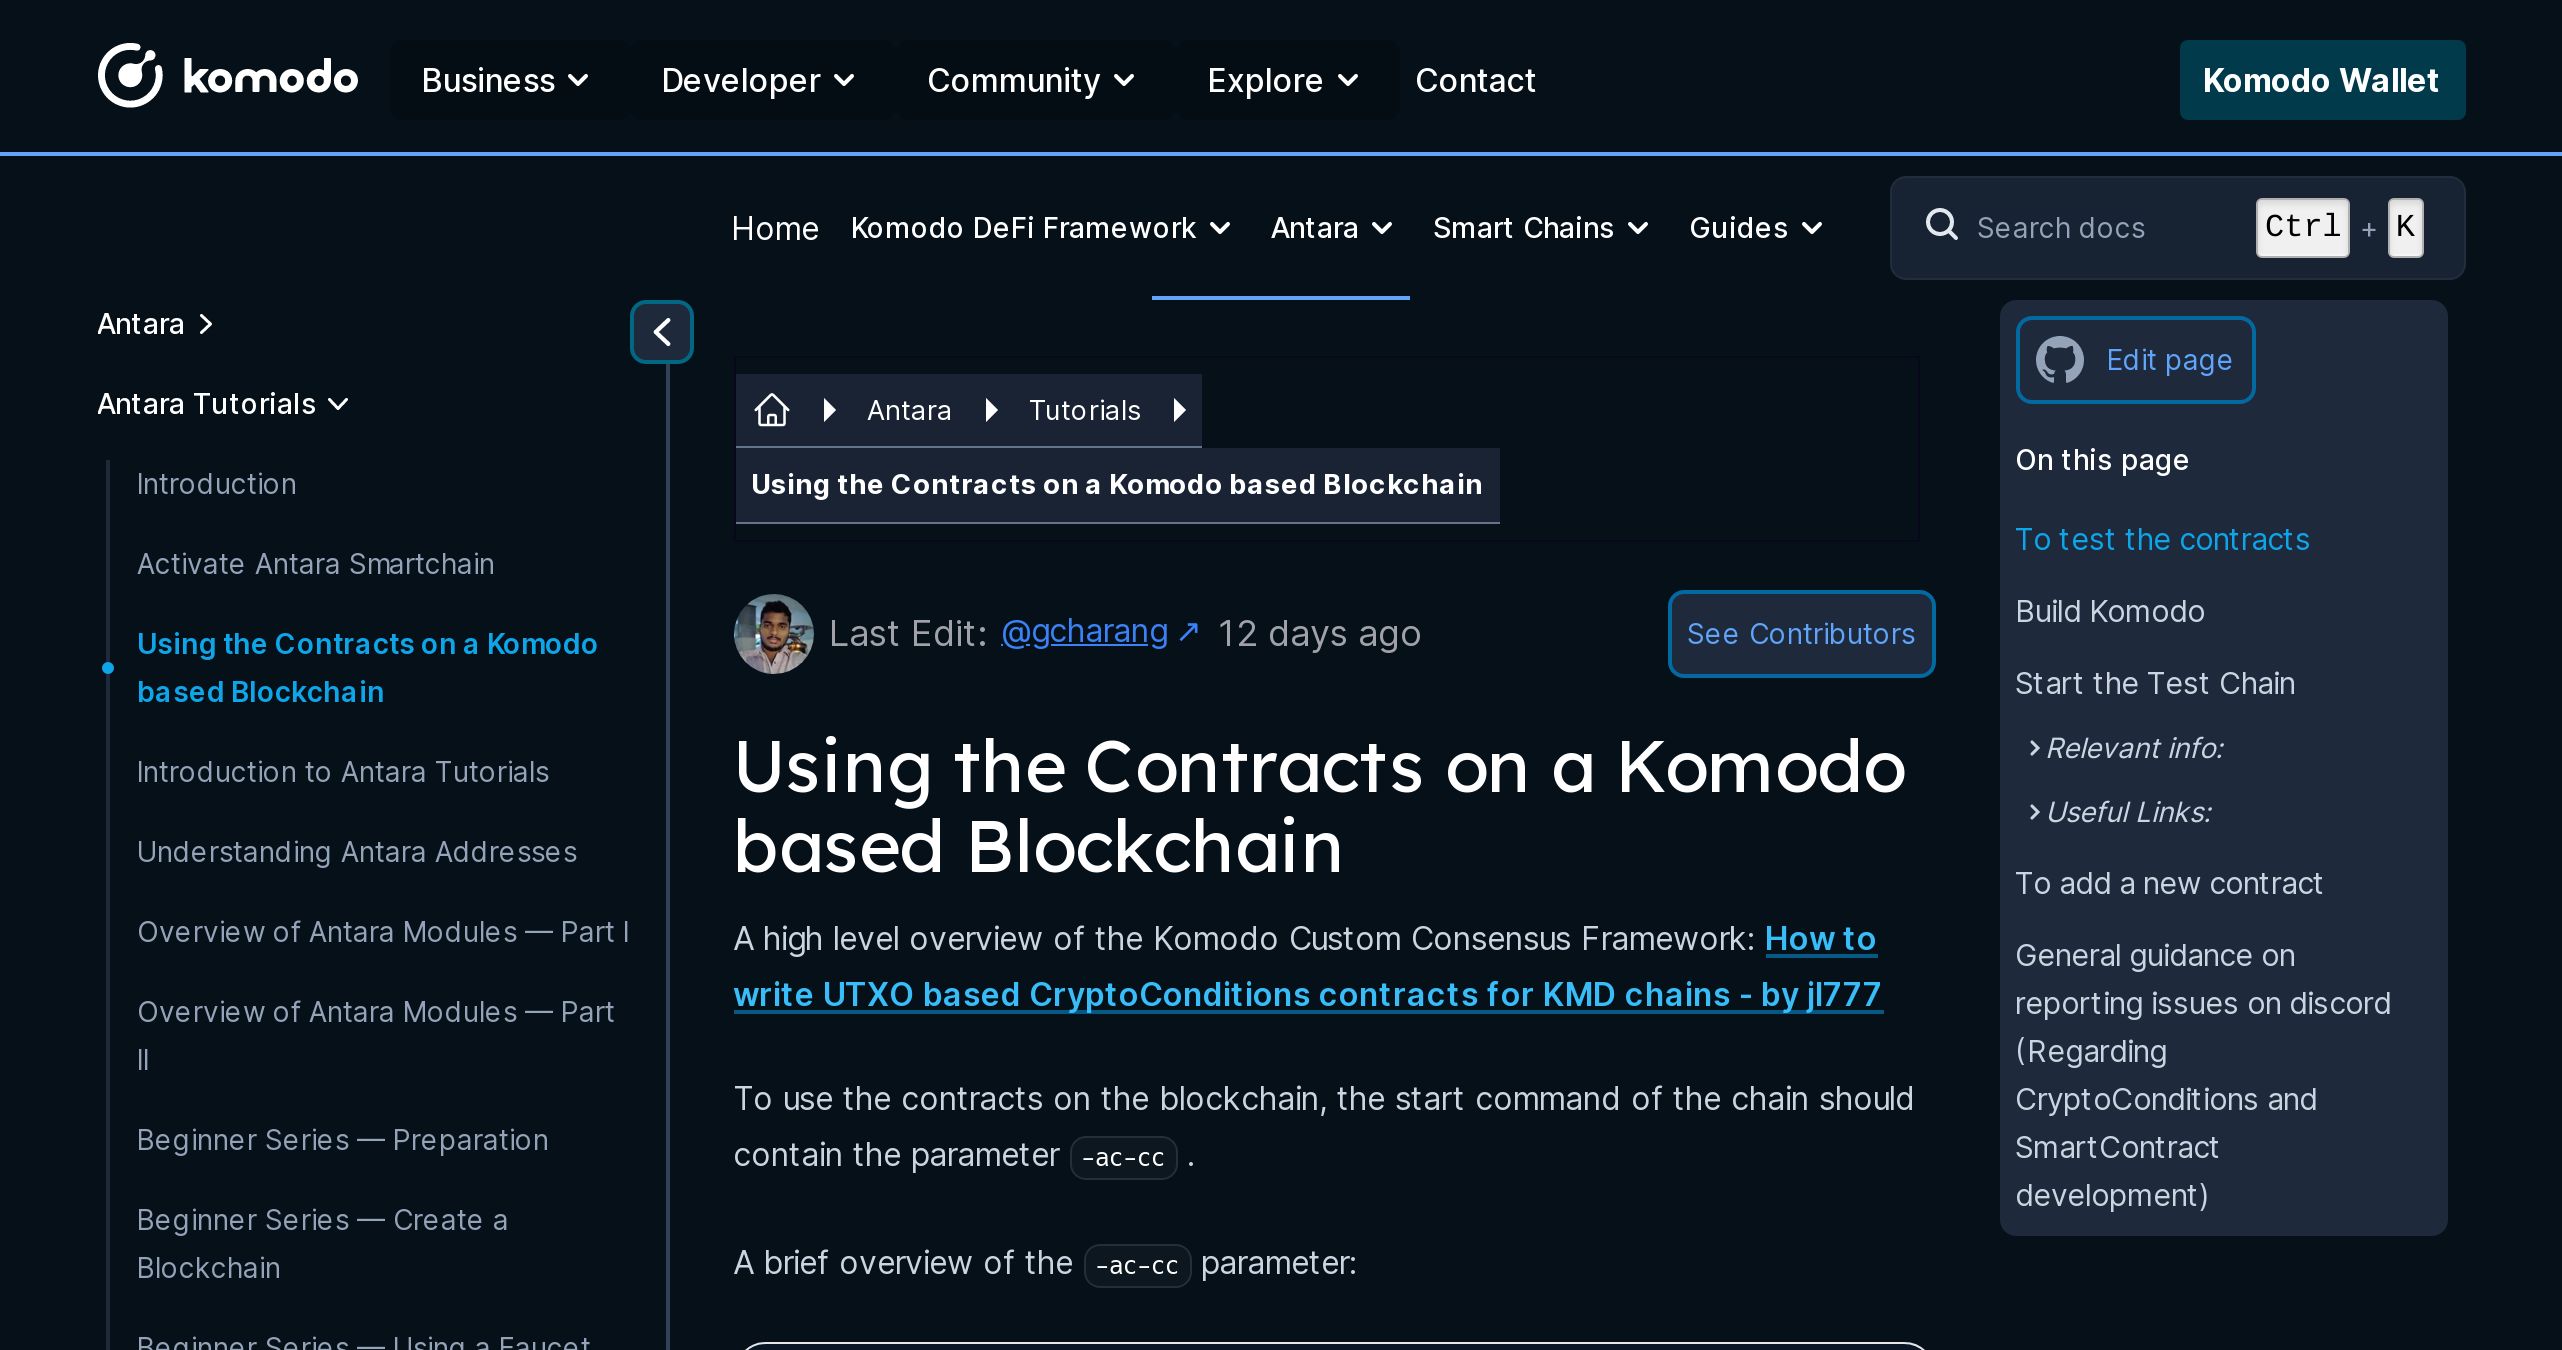 komodo
Business
Developer
Community
Explore
Contact
Komodo Wallet
Home
Komodo DeFi Framework
Antara
Smart Chains
Guides
Search docs
Ctrl + K
Antara
Antara Tutorials
Introduction
Activate Antara Smartchain
Using the Contracts on a Komodo
based Blockchain
Introduction to Antara Tutorials
Understanding Antara Addresses
Overview of Antara Modules — Part I
Overview of Antara Modules — Part
II
Beginner Series — Preparation
Beginner Series — Create a
Blockchain
Beginner Series — Using a Faucet
Antara
Tutorials
Using the Contracts on a Komodo based Blockchain
Last Edit: @gcharang ↗ 12 days ago
See Contributors
Using the Contracts on a Komodo
based Blockchain
A high level overview of the Komodo Custom Consensus Framework: How to
write UTXO based CryptoConditions contracts for KMD chains - by jl777
To use the contracts on the blockchain, the start command of the chain should
contain the parameter -ac-cc .
A brief overview of the -ac-cc parameter:
Edit page
On this page
To test the contracts
Build Komodo
Start the Test Chain
Relevant info:
Useful Links:
To add a new contract
General guidance on
reporting issues on discord
(Regarding
CryptoConditions and
SmartContract
development)